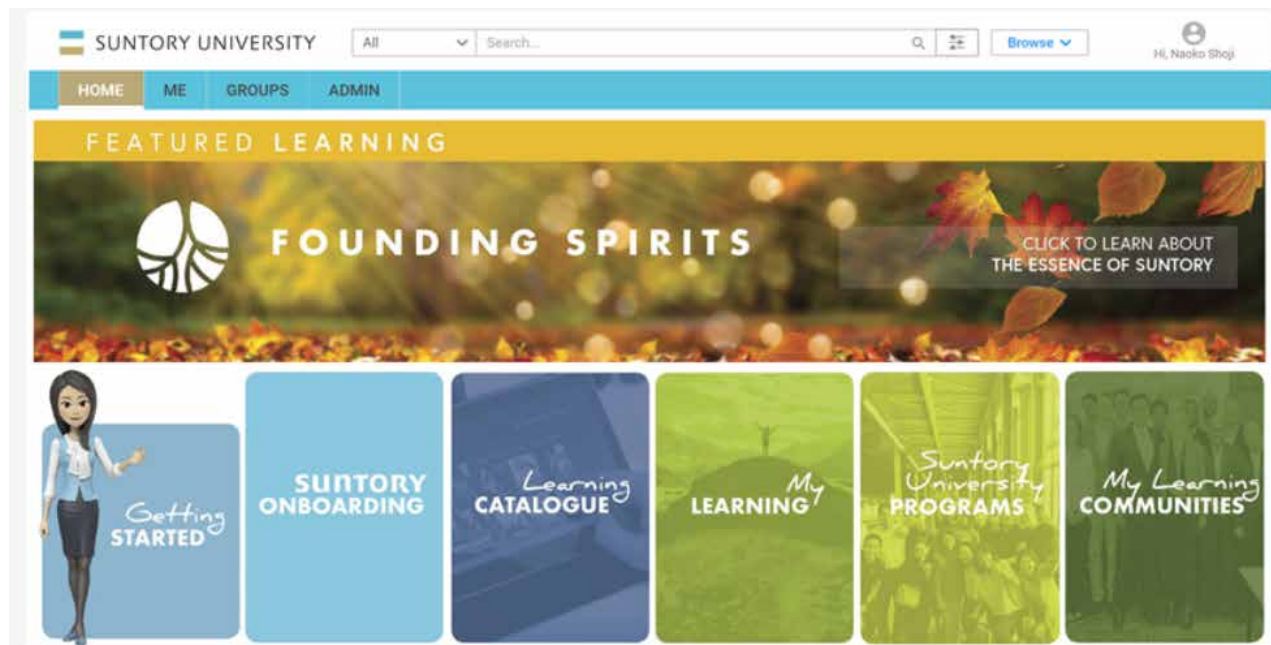 SUNTORY UNIVERSITY
All
Search...
Browse
Hi, Naoko Shoji
HOME
ME
GROUPS
ADMIN
FEATURED LEARNING
FOUNDING SPIRITS
CLICK TO LEARN ABOUT
THE ESSENCE OF SUNTORY
Getting
STARTED
SUNTORY
ONBOARDING
Learning
CATALOGUE
My
LEARNING
Suntory
University
PROGRAMS
My Learning
COMMUNITIES